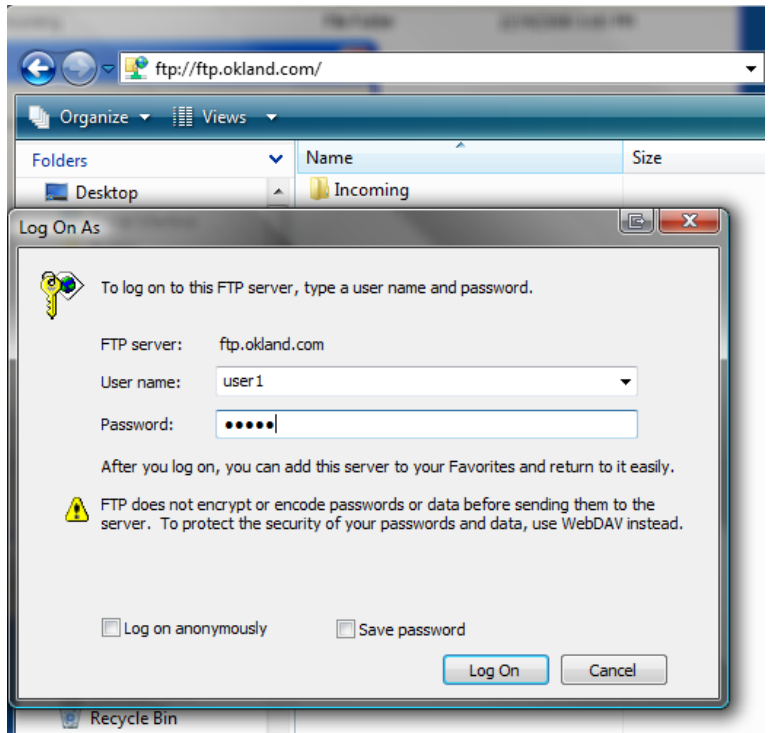 ftp://ftp.okland.com/
Organize Views
Folders Name Size
Desktop Incoming
Log On As
To log on to this FTP server, type a user name and password.
FTP server: ftp.okland.com
User name: user1
Password: •••••
After you log on, you can add this server to your Favorites and return to it easily.
FTP does not encrypt or encode passwords or data before sending them to the
server. To protect the security of your passwords and data, use WebDAV instead.
Log on anonymously Save password
Log On Cancel
Recycle Bin